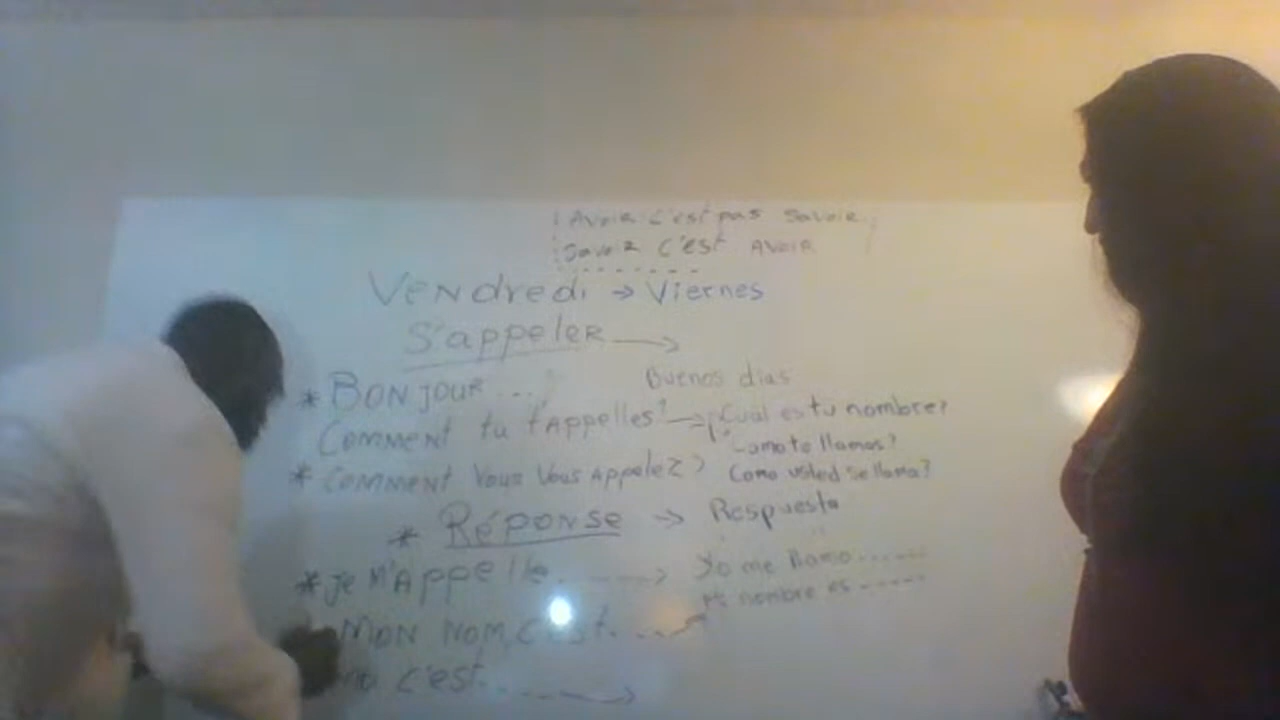 Avoir c'est pas savoir
Savoir c'est AVOIR
Vendredi → Viernes
S'appeler →
* BONJOUR .... Buenos dias
COMMENT tu t'Appelles? → ¿Cual es tu nombre?
Como te llamas?
* COMMENT Vous Vous APPelez? Como usted se llama?
* RÉPONSE → Respuesta
* Je M'Appelle ......→ Yo me llamo ......
Mi nombre es ------
MON NOM, C'est. ...→
c'est. ......→